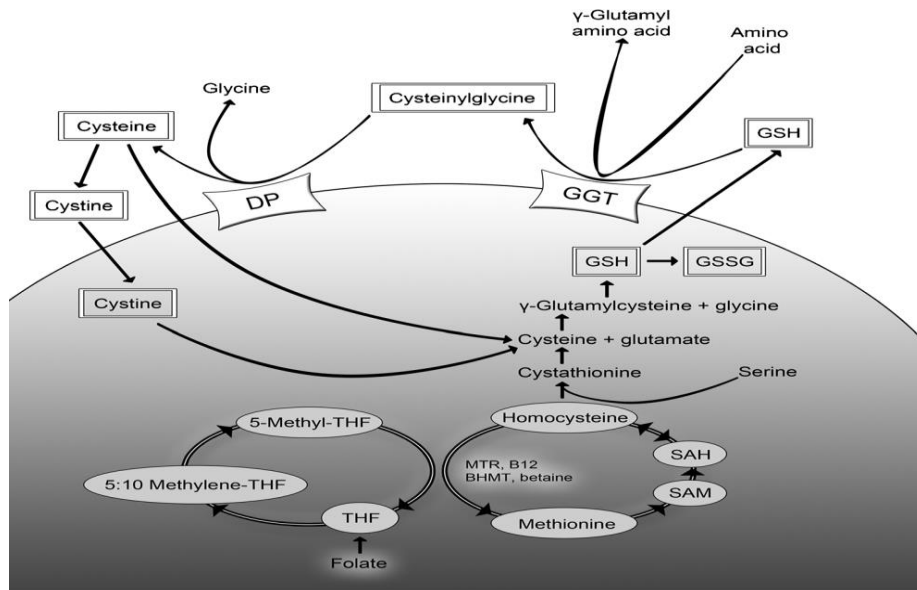 γ-Glutamyl
amino acid
Amino
acid
Glycine
Cysteinylglycine
Cysteine
GSH
DP
GGT
Cystine
GSH
GSSG
Cystine
γ-Glutamylcysteine + glycine
Cysteine + glutamate
Cystathionine
Serine
5-Methyl-THF
Homocysteine
MTR, B12
BHMT, betaine
SAH
5:10 Methylene-THF
SAM
THF
Methionine
Folate